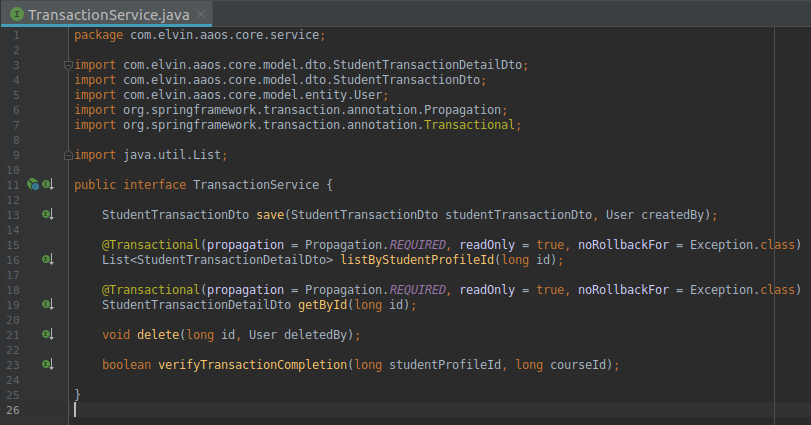 TransactionService.java
1 package com.elvin.aaos.core.service;
2
3 import com.elvin.aaos.core.model.dto.StudentTransactionDetailDto;
4 import com.elvin.aaos.core.model.dto.StudentTransactionDto;
5 import com.elvin.aaos.core.model.entity.User;
6 import org.springframework.transaction.annotation.Propagation;
7 import org.springframework.transaction.annotation.Transactional;
8
9 import java.util.List;
10
11 public interface TransactionService {
12
13 StudentTransactionDto save(StudentTransactionDto studentTransactionDto, User createdBy);
14
15 @Transactional(propagation = Propagation.REQUIRED, readOnly = true, noRollbackFor = Exception.class)
16 List<StudentTransactionDetailDto> listByStudentProfileId(long id);
17
18 @Transactional(propagation = Propagation.REQUIRED, readOnly = true, noRollbackFor = Exception.class)
19 StudentTransactionDetailDto getById(long id);
20
21 void delete(long id, User deletedBy);
22
23 boolean verifyTransactionCompletion(long studentProfileId, long courseId);
24
25 }
26